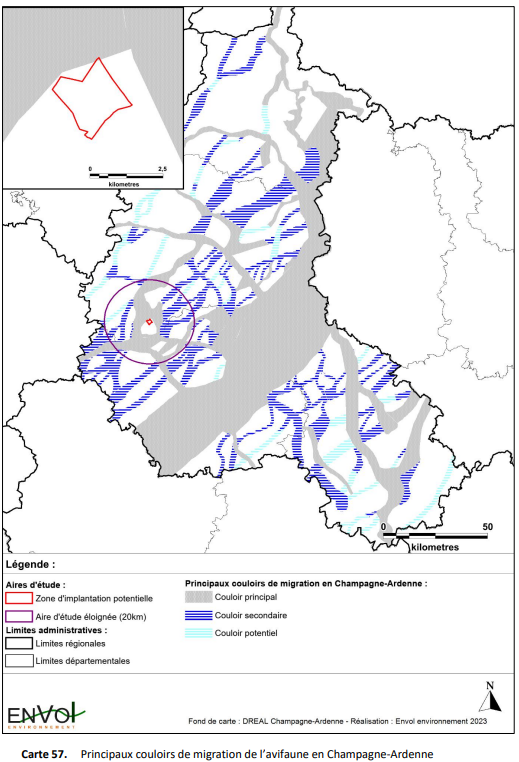 0 2,5
kilometres
0 50
kilometres
Légende :
Aires d'étude :
Zone d'implantation potentielle
Aire d'étude éloignée (20km)
Limites administratives :
Limites régionales
Limites départementales
Principaux couloirs de migration en Champagne-Ardenne :
Couloir principal
Couloir secondaire
Couloir potentiel
N
ENVOL
ENVIRONNEMENT
Fond de carte : DREAL Champagne-Ardenne - Réalisation : Envol environnement 2023
Carte 57. Principaux couloirs de migration de l'avifaune en Champagne-Ardenne